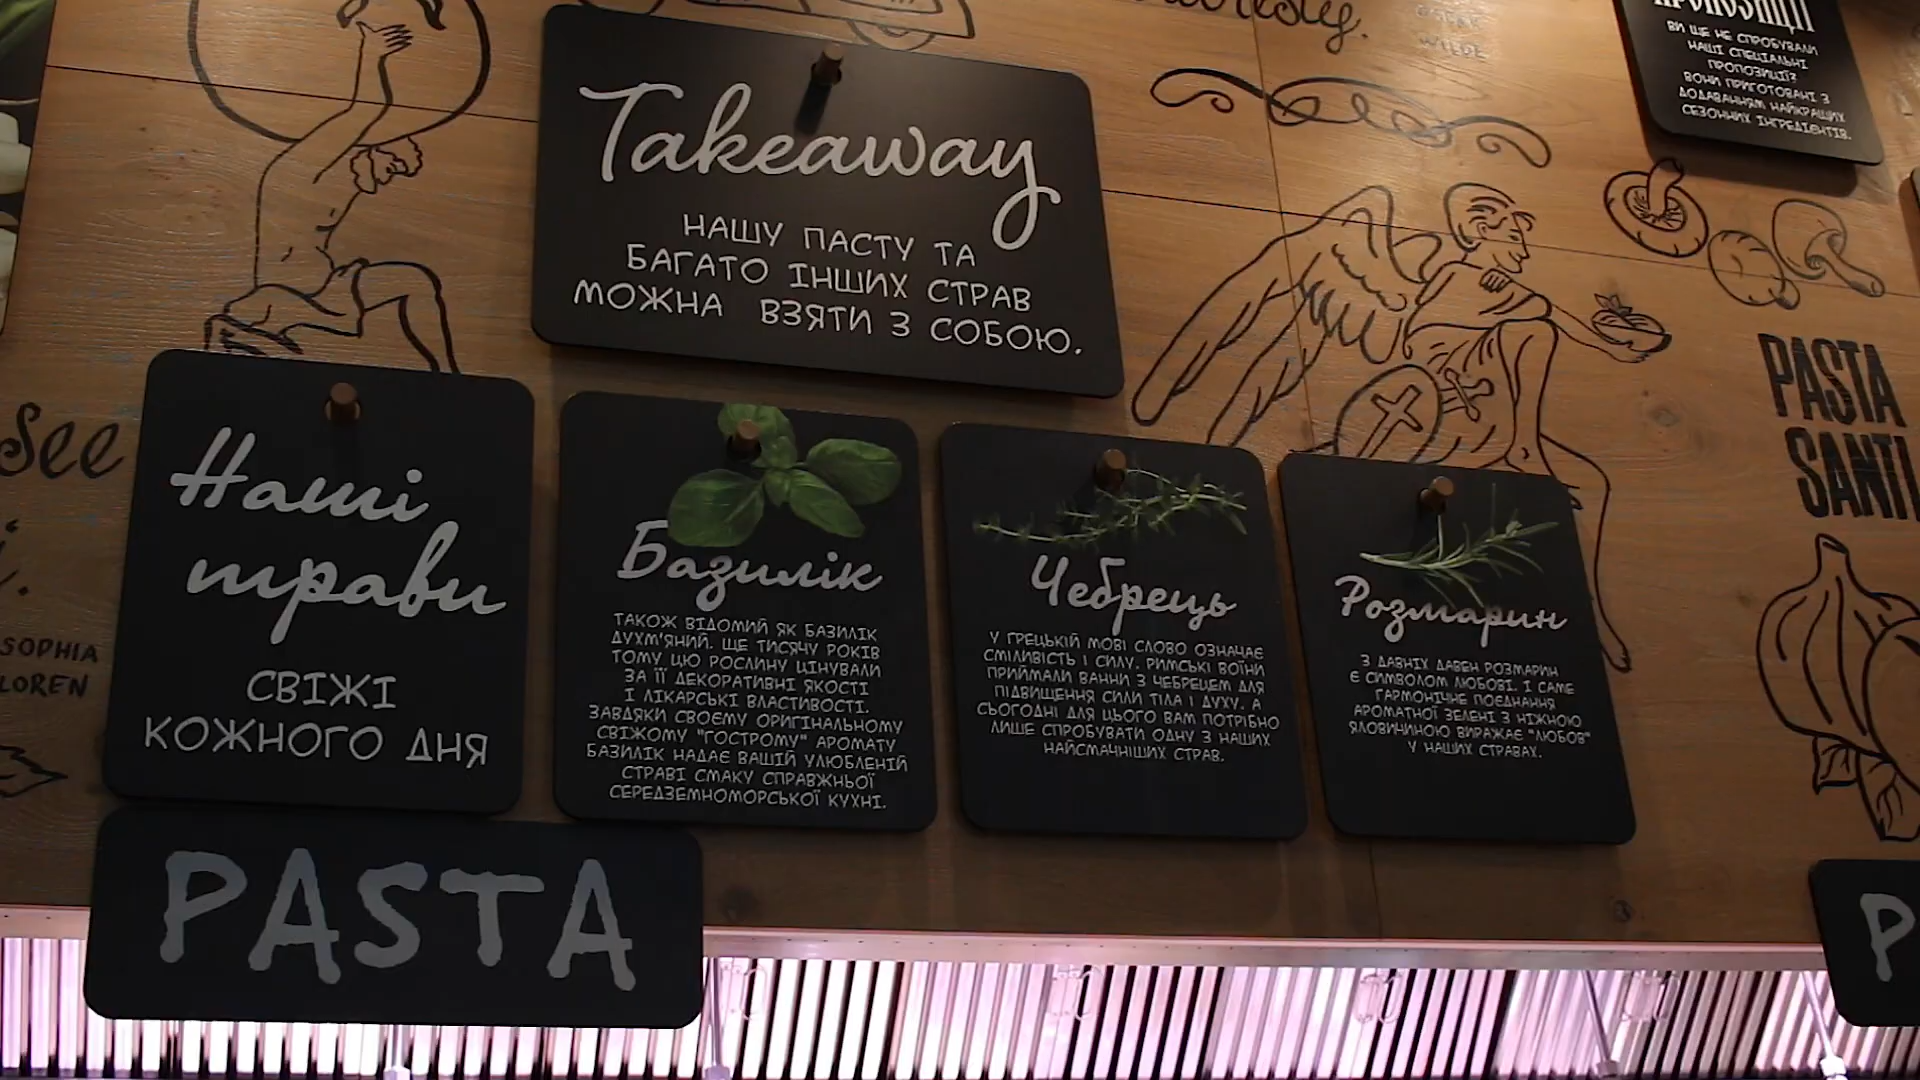 Takeaway
НАШУ ПАСТУ ТА
БАГАТО ІНШИХ СТРАВ
МОЖНА ВЗЯТИ З СОБОЮ.
ПРОПОЗИЦІЇ
ВИ ЩЕ НЕ СПРОБУВАЛИ
НАШІ СПЕЦІАЛЬНІ
ПРОПОЗИЦІЇ?
ВОНИ ПРИГОТОВАНІ З
ДОДАВАННЯМ НАЙКРАЩИХ
СЕЗОННИХ ІНГРЕДІЄНТІВ.
see
SOPHIA
LOREN
Наші
трави
СВІЖІ
КОЖНОГО ДНЯ
Базилік
ТАКОЖ ВІДОМИЙ ЯК БАЗИЛІК
ДУХМ'ЯНИЙ. ЩЕ ТИСЯЧУ РОКІВ
ТОМУ ЦЮ РОСЛИНУ ЦІНУВАЛИ
ЗА ЇЇ ДЕКОРАТИВНІ ЯКОСТІ
І ЛІКАРСЬКІ ВЛАСТИВОСТІ.
ЗАВДЯКИ СВОЄМУ ОРИГІНАЛЬНОМУ
СВІЖОМУ "ГОСТРОМУ" АРОМАТУ
БАЗИЛІК НАДАЄ ВАШІЙ УЛЮБЛЕНІЙ
СТРАВІ СМАКУ СПРАВЖНЬОЇ
СЕРЕДЗЕМНОМОРСЬКОЇ КУХНІ.
Чебрець
У ГРЕЦЬКІЙ МОВІ СЛОВО ОЗНАЧАЄ
СМІЛИВІСТЬ І СИЛУ. РИМСЬКІ ВОЇНИ
ПРИЙМАЛИ ВАННИ З ЧЕБРЕЦЕМ ДЛЯ
ПІДВИЩЕННЯ СИЛИ ТІЛА І ДУХУ. А
СЬОГОДНІ ДЛЯ ЦЬОГО ВАМ ПОТРІБНО
ЛИШЕ СПРОБУВАТИ ОДНУ З НАШИХ
НАЙСМАЧНІШИХ СТРАВ.
Розмарин
З ДАВНІХ ДАВЕН РОЗМАРИН
Є СИМВОЛОМ ЛЮБОВІ. І САМЕ
ГАРМОНІЧНЕ ПОЄДНАННЯ
АРОМАТНОЇ ЗЕЛЕНІ З НІЖНОЮ
ЯЛОВИЧИНОЮ ВИРАЖАЄ "ЛЮБОВ"
У НАШИХ СТРАВАХ.
PASTA
SANTI
PASTA
P